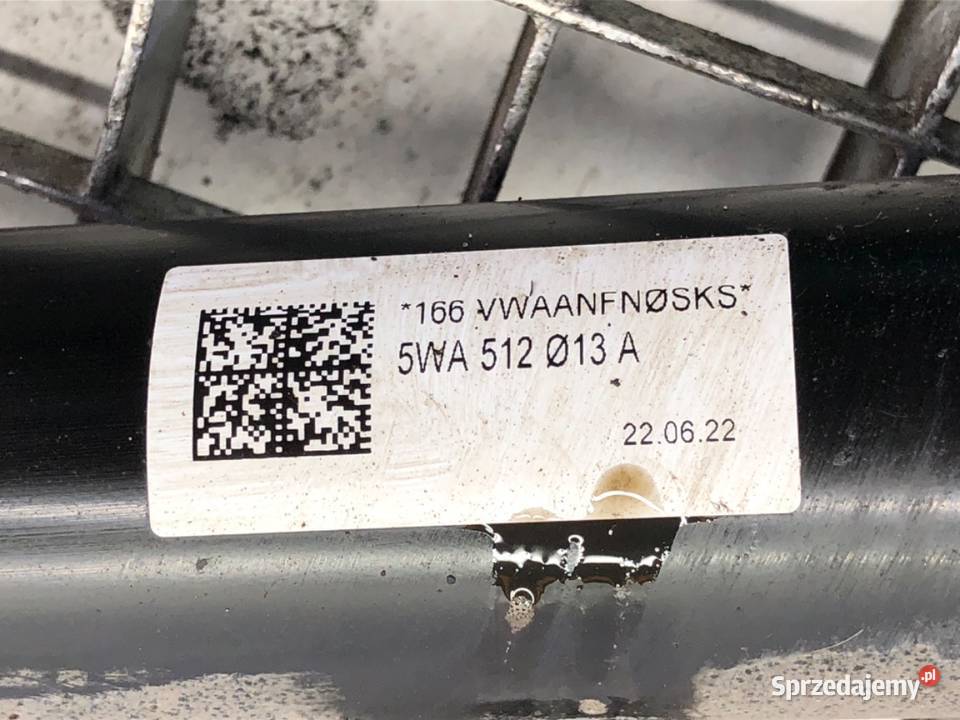 *166 VWAANFNØSKS*
5WA 512 Ø13 A
22.06.22
Sprzedajemy.pl